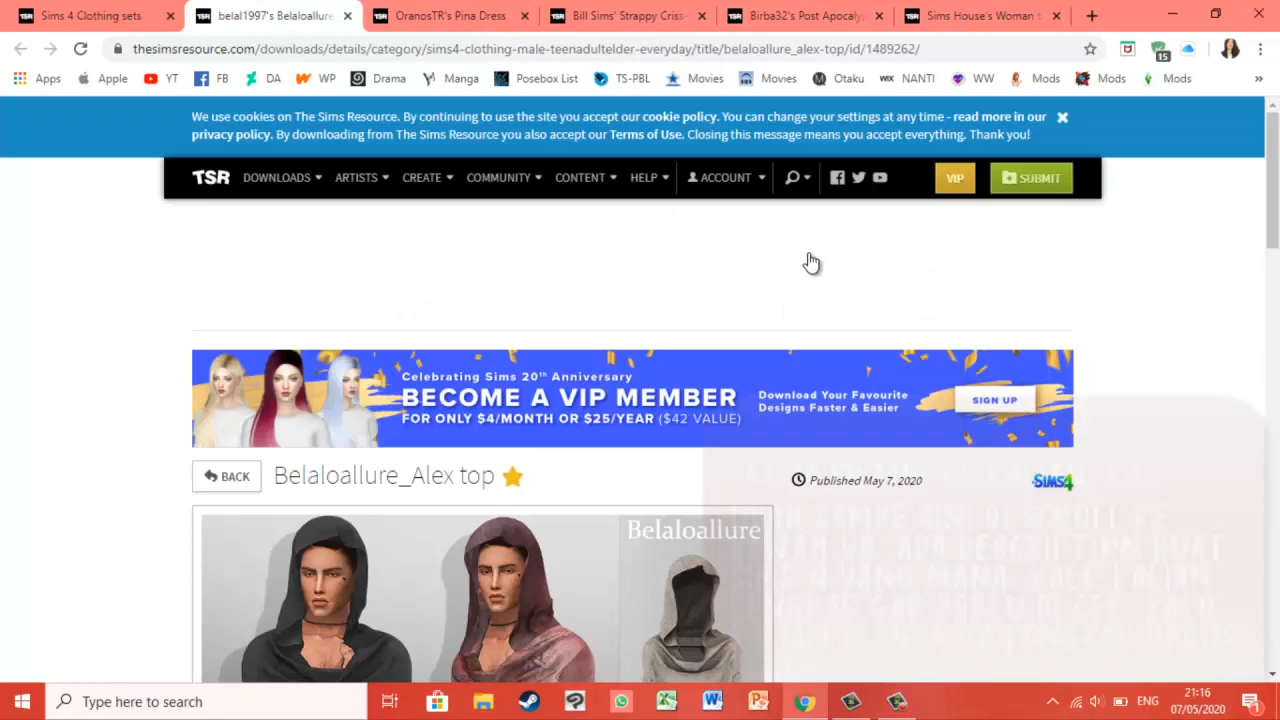 Sims 4 Clothing sets
belal1997's Belaloallure
OranosTR's Pina Dress
Bill Sims' Strappy Criss-
Birba32's Post Apocaly
Sims House's Woman t
thesimsresource.com/downloads/details/category/sims4-clothing-male-teenadultelder-everyday/title/belaloallure_alex-top/id/1489262/
15
Apps Apple YT FB DA WP Drama Manga Posebox List TS-PBL Movies Movies Otaku WIX NANTI WW Mods Mods Mods »
We use cookies on The Sims Resource. By continuing to use the site you accept our cookie policy. You can change your settings at any time - read more in our
privacy policy. By downloading from The Sims Resource you also accept our Terms of Use. Closing this message means you accept everything. Thank you!
TSR DOWNLOADS ARTISTS CREATE COMMUNITY CONTENT HELP ACCOUNT VIP SUBMIT
Celebrating Sims 20th Anniversary
BECOME A VIP MEMBER
FOR ONLY $4/MONTH OR $25/YEAR ($42 VALUE)
Download Your Favourite
Designs Faster & Easier
SIGN UP
BACK
Belaloallure_Alex top
Published May 7, 2020
SIMS4
Belaloallure
Type here to search
ENG
21:16
07/05/2020
1